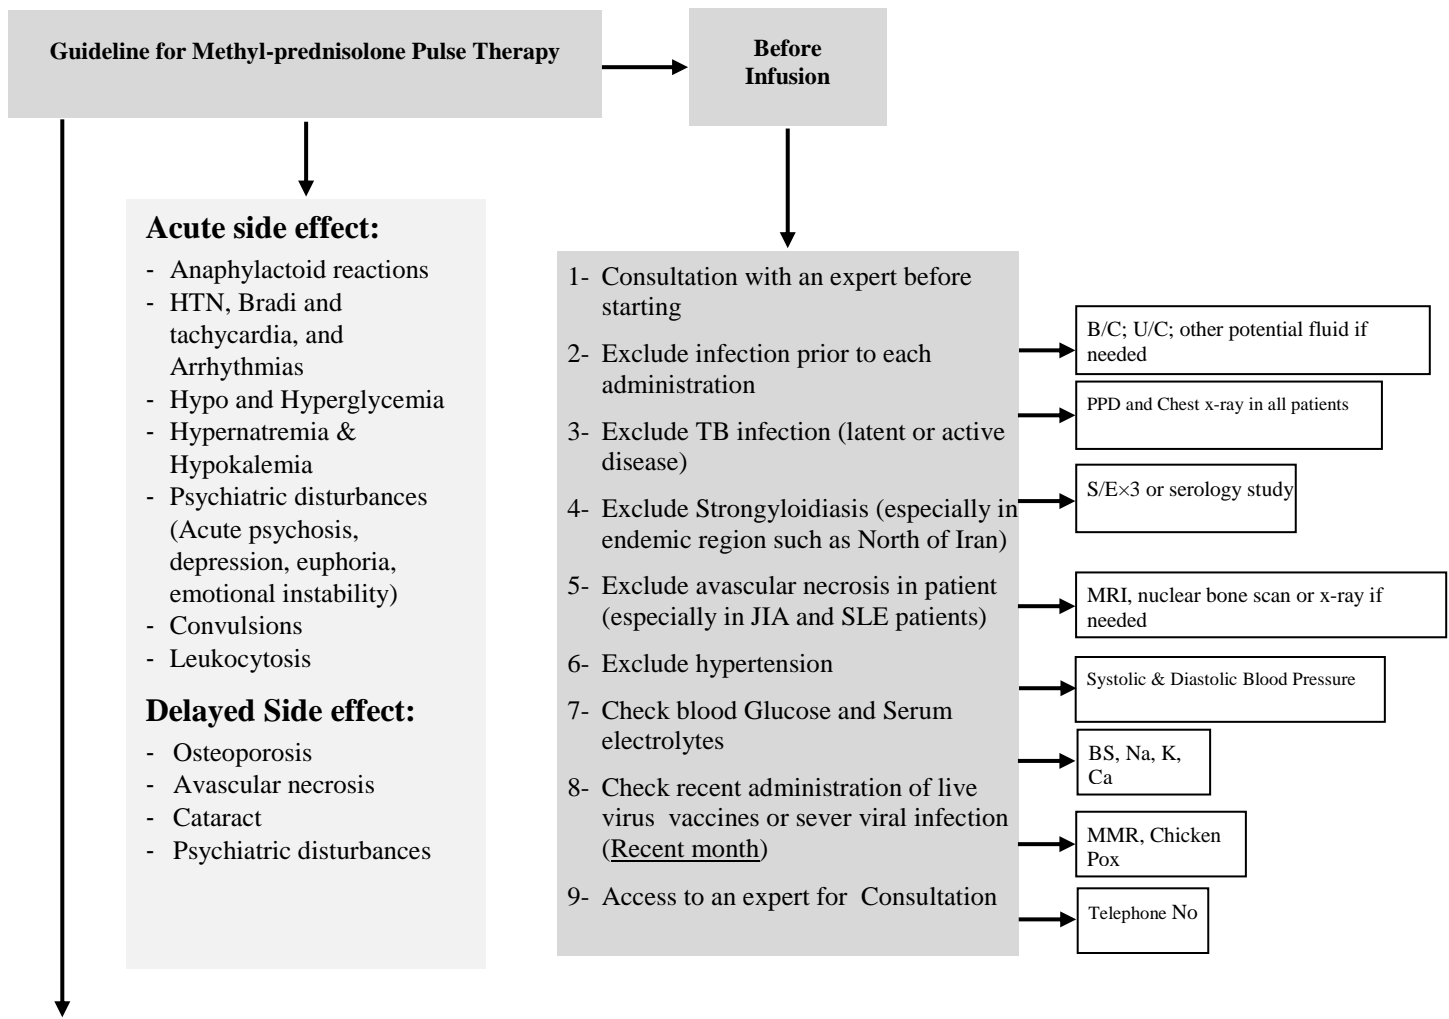 Guideline for Methyl-prednisolone Pulse Therapy
Before
Infusion
Acute side effect:
- Anaphylactoid reactions
- HTN, Bradi and
tachycardia, and
Arrhythmias
- Hypo and Hyperglycemia
- Hypernatremia &
Hypokalemia
- Psychiatric disturbances
(Acute psychosis,
depression, euphoria,
emotional instability)
- Convulsions
- Leukocytosis
Delayed Side effect:
- Osteoporosis
- Avascular necrosis
- Cataract
- Psychiatric disturbances
1- Consultation with an expert before
starting
2- Exclude infection prior to each
administration
3- Exclude TB infection (latent or active
disease)
4- Exclude Strongyloidiasis (especially in
endemic region such as North of Iran)
5- Exclude avascular necrosis in patient
(especially in JIA and SLE patients)
6- Exclude hypertension
7- Check blood Glucose and Serum
electrolytes
8- Check recent administration of live
virus vaccines or sever viral infection
(Recent month)
9- Access to an expert for Consultation
B/C; U/C; other potential fluid if
needed
PPD and Chest x-ray in all patients
S/E×3 or serology study
MRI, nuclear bone scan or x-ray if
needed
Systolic & Diastolic Blood Pressure
BS, Na, K,
Ca
MMR, Chicken
Pox
Telephone No